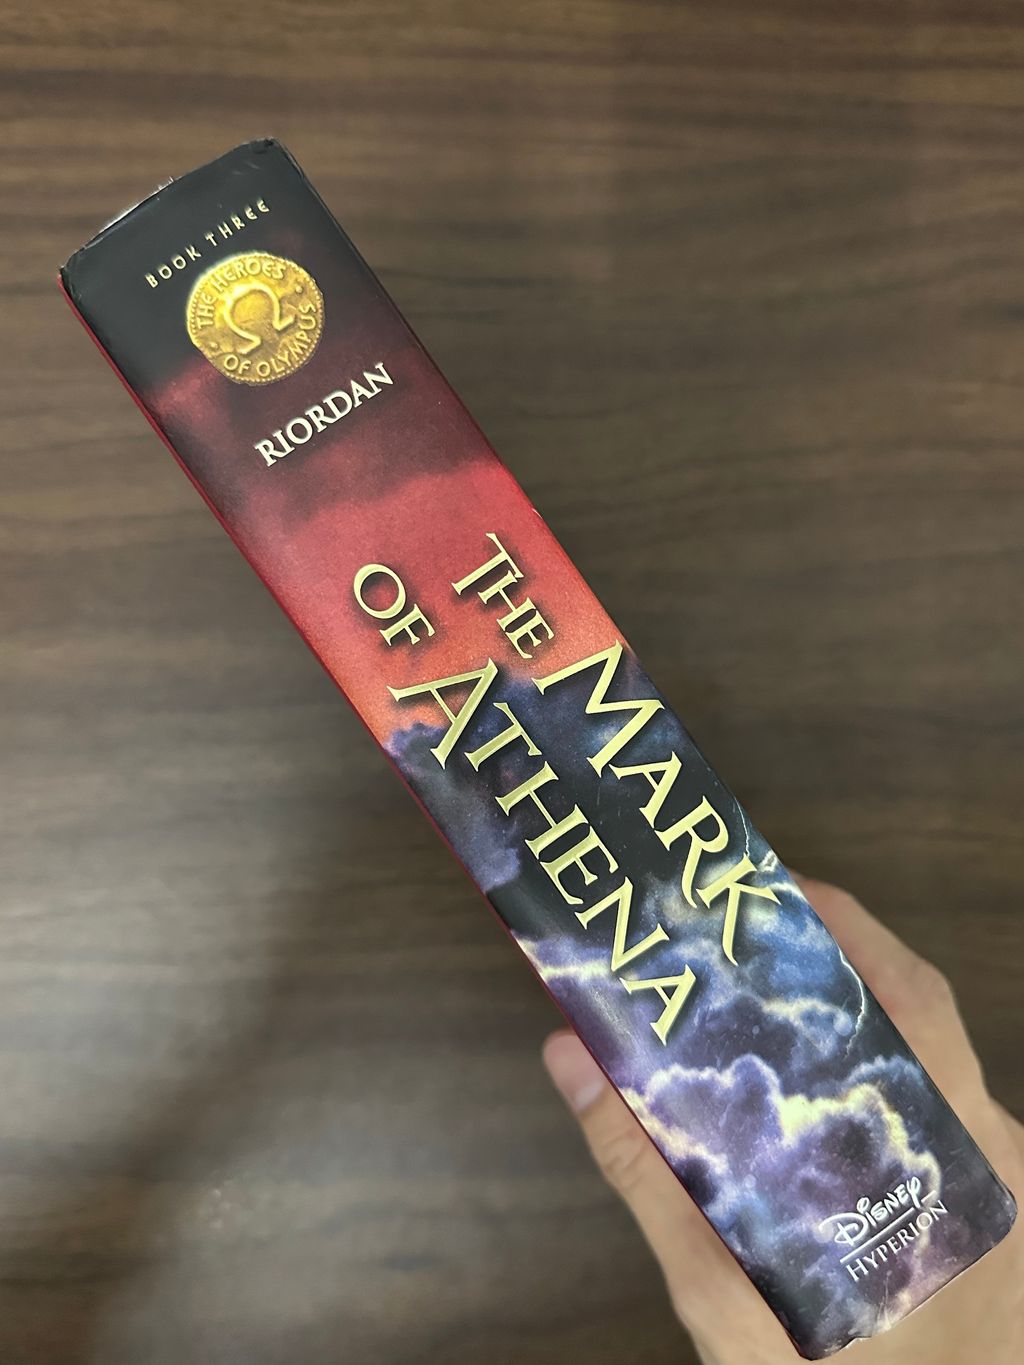 BOOK THREE
THE HEROES
Ω
OF OLYMPUS
RIORDAN
THE MARK
OF ATHENA
DISNEY
HYPERION